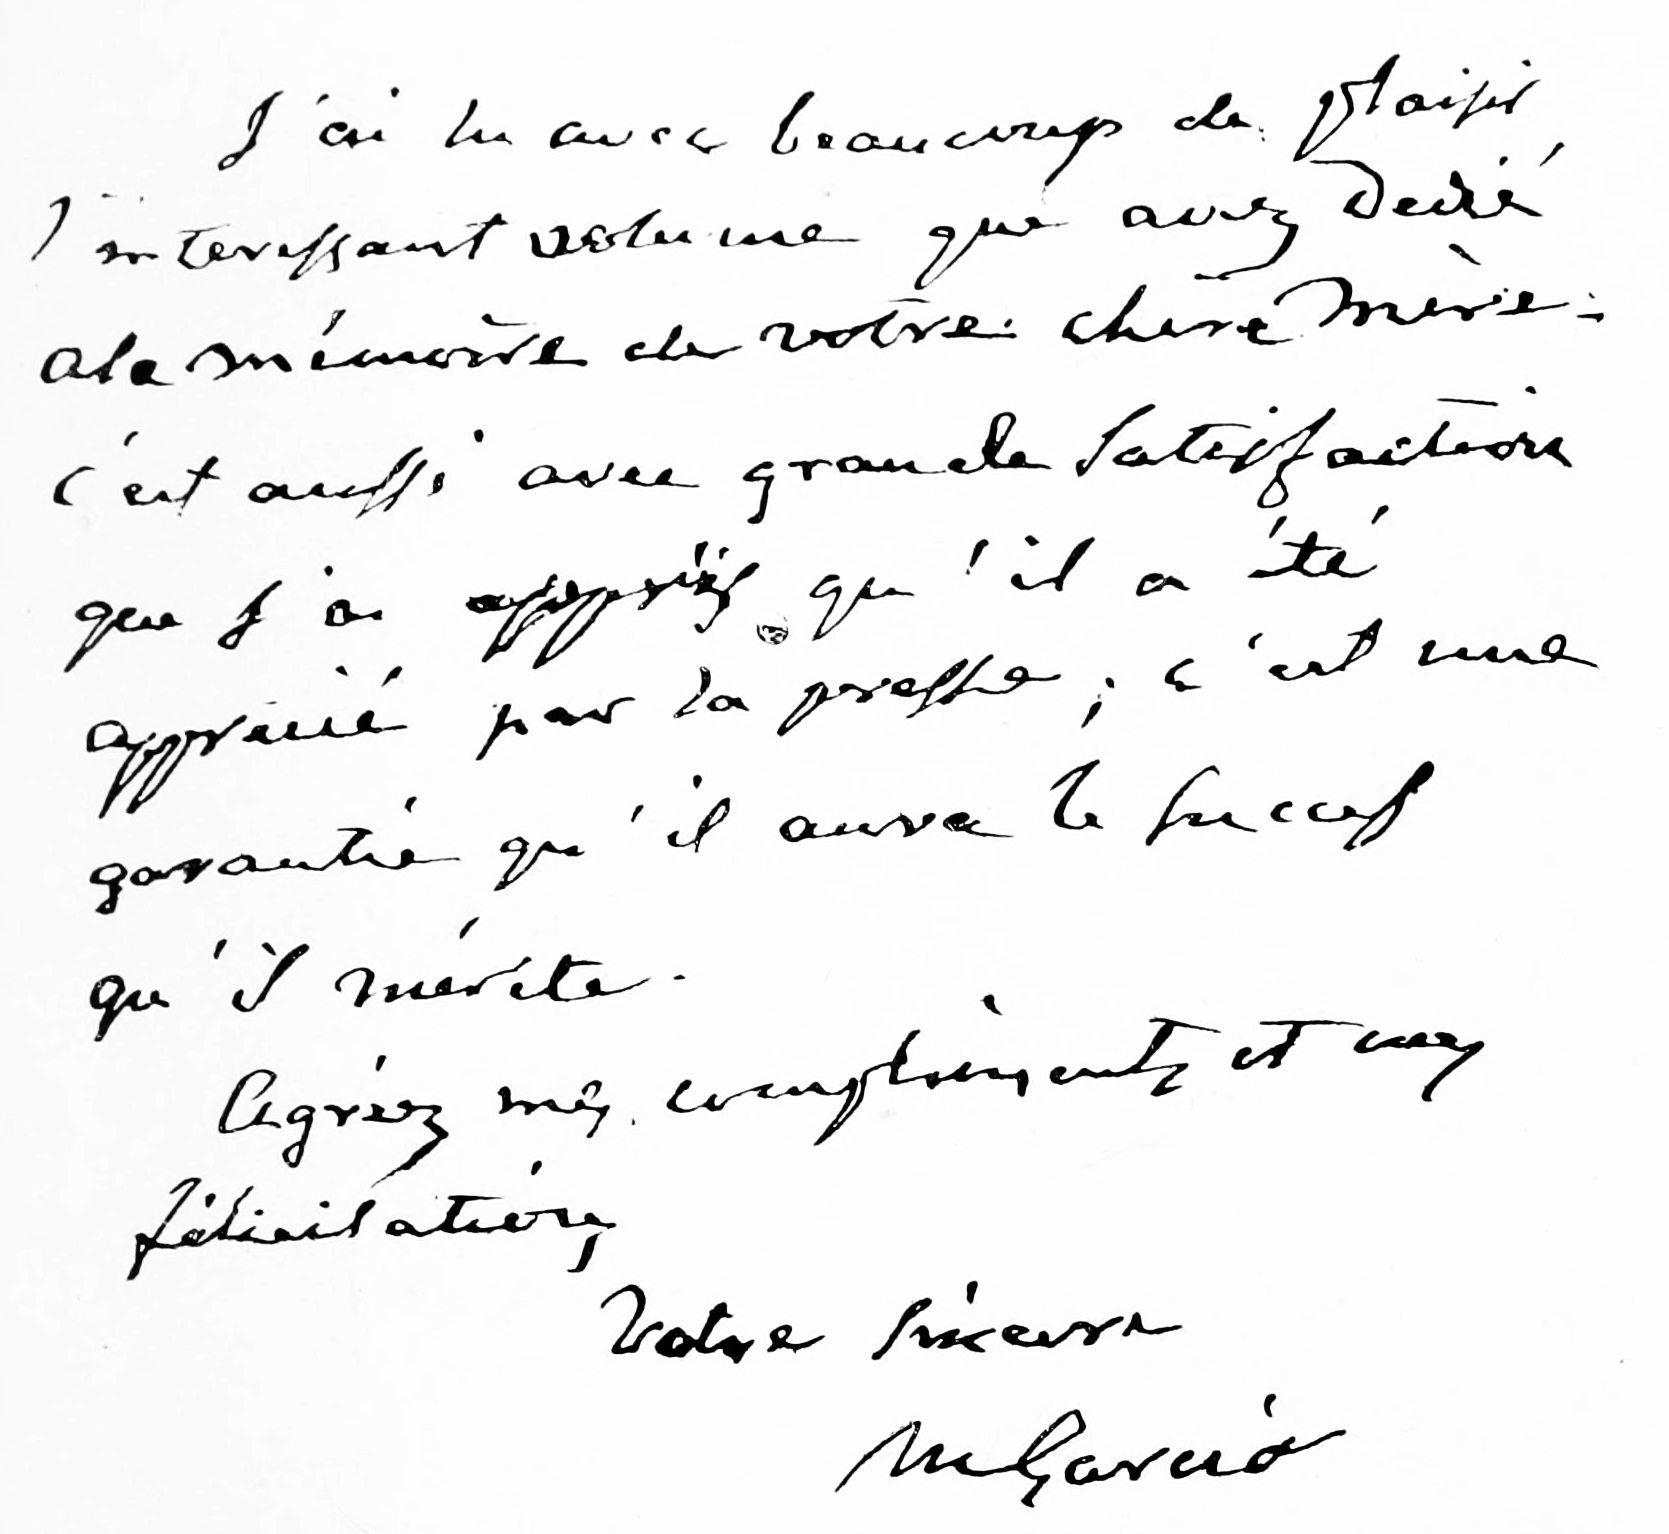 J'ai lu avec beaucoup de plaisir
l'interessant volume que avez dedié
a la mémoire de votre chère mère.
c'est aussi avec grande satisfaction
que j'ai appris qu'il a été
apprécié par la presse; c'est une
garantie qu'il aura le succes
qu'il mérite.
Agréez mes compliments et mes
félicitations
Votre sincere
M Garcia